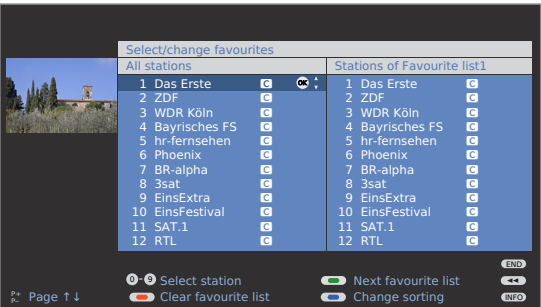 Select/change favourites
All stations
Stations of Favourite list1
1 Das Erste C OK
2 ZDF C
3 WDR Köln C
4 Bayrisches FS C
5 hr-fernsehen C
6 Phoenix C
7 BR-alpha C
8 3sat C
9 EinsExtra C
10 EinsFestival C
11 SAT.1 C
12 RTL C
1 Das Erste C
2 ZDF C
3 WDR Köln C
4 Bayrisches FS C
5 hr-fernsehen C
6 Phoenix C
7 BR-alpha C
8 3sat C
9 EinsExtra C
10 EinsFestival C
11 SAT.1 C
12 RTL C
END
0-9 Select station
Next favourite list
P+
P-
Page ↑↓
Clear favourite list
Change sorting
INFO